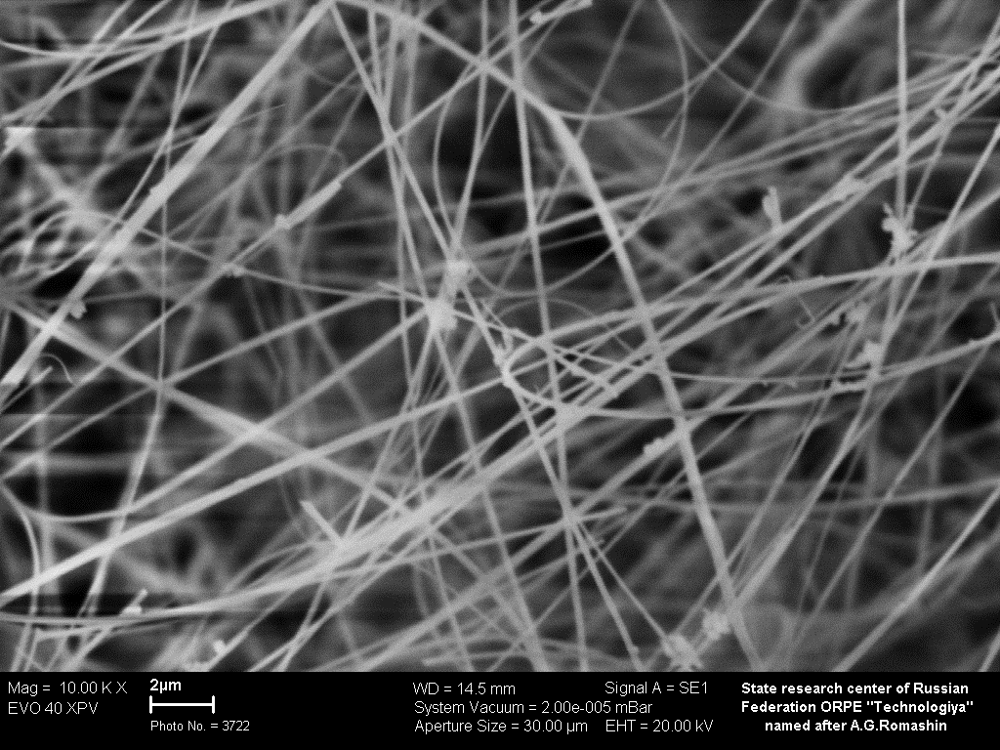 Mag = 10.00 K X
EVO 40 XPV
2µm
Photo No. = 3722
WD = 14.5 mm
Signal A = SE1
System Vacuum = 2.00e-005 mBar
Aperture Size = 30.00 µm
EHT = 20.00 kV
State research center of Russian
Federation ORPE "Technologiya"
named after A.G.Romashin